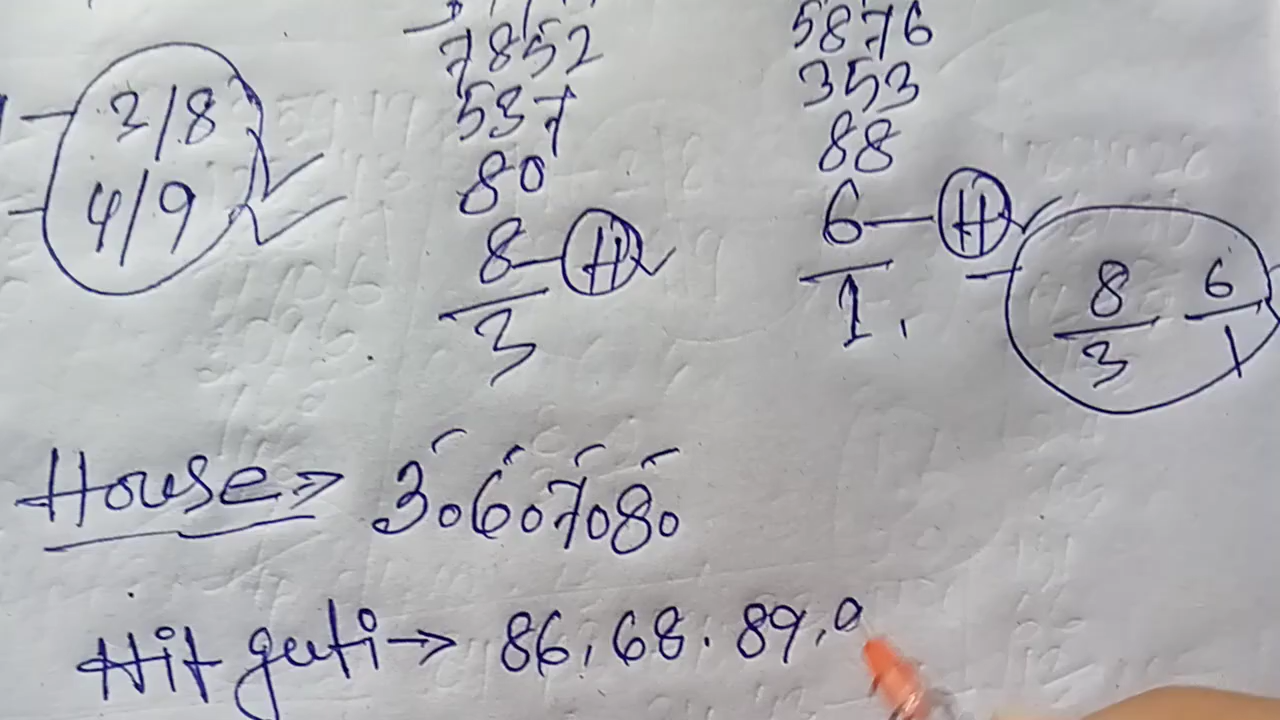 7852 5876
3/8 537 353
80 88
4/9 8 - H 6 - H
3 1. 8/3 6/1
House => 30607080
Hit guti → 86, 68. 89,